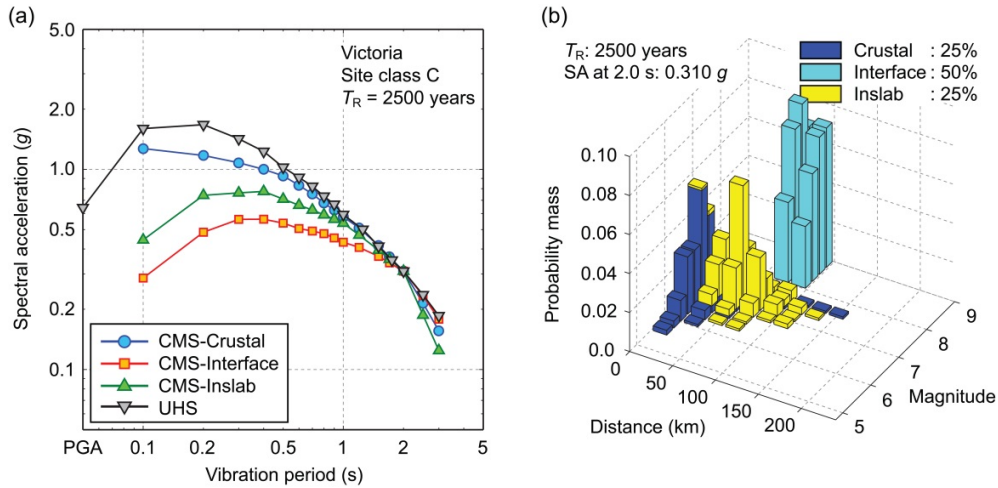 (a)
5.0
2.0
1.0
0.5
0.2
0.1
Spectral acceleration (g)
Victoria
Site class C
TR = 2500 years
CMS-Crustal
CMS-Interface
CMS-Inslab
UHS
PGA 0.1 0.2 0.5 1 2 5
Vibration period (s)
(b)
TR: 2500 years
SA at 2.0 s: 0.310 g
Crustal : 25%
Interface : 50%
Inslab : 25%
0.10
0.08
0.06
0.04
0.02
0.0
Probability mass
0 50 100 150 200
Distance (km)
5 6 7 8 9
Magnitude